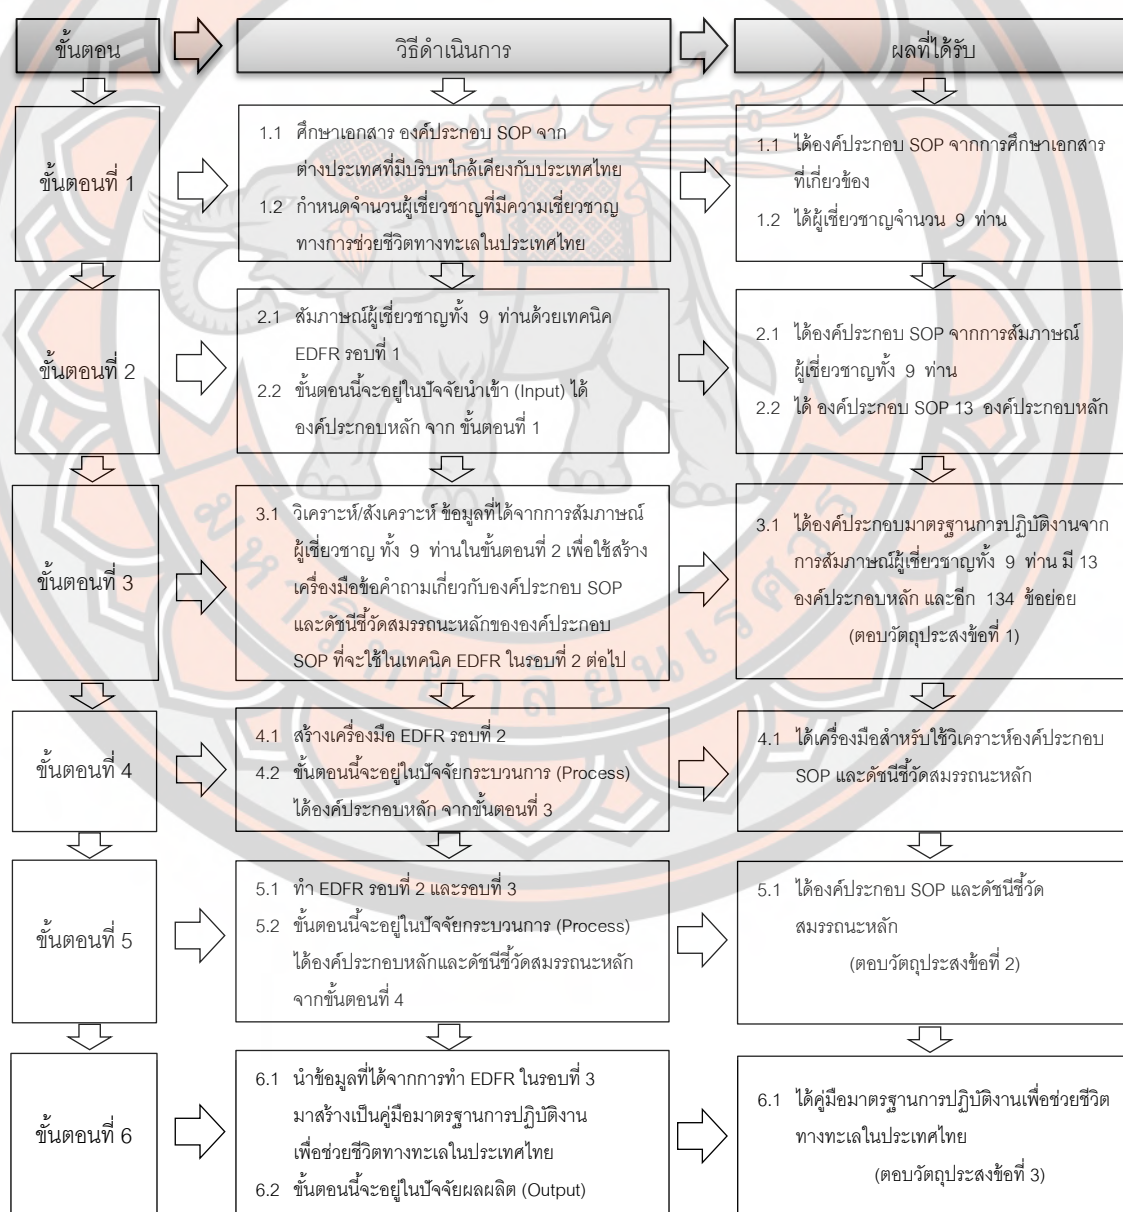 ขั้นตอน
วิธีดำเนินการ
ผลที่ได้รับ
ขั้นตอนที่ 1
1.1 ศึกษาเอกสาร องค์ประกอบ SOP จาก
ต่างประเทศที่มีบริบทใกล้เคียงกับประเทศไทย
1.2 กำหนดจำนวนผู้เชี่ยวชาญที่มีความเชี่ยวชาญ
ทางการช่วยชีวิตทางทะเลในประเทศไทย
1.1 ได้องค์ประกอบ SOP จากการศึกษาเอกสาร
ที่เกี่ยวข้อง
1.2 ได้ผู้เชี่ยวชาญจำนวน 9 ท่าน
ขั้นตอนที่ 2
2.1 สัมภาษณ์ผู้เชี่ยวชาญทั้ง 9 ท่านด้วยเทคนิค
EDFR รอบที่ 1
2.2 ขั้นตอนนี้จะอยู่ในปัจจัยนำเข้า (Input) ได้
องค์ประกอบหลัก จาก ขั้นตอนที่ 1
2.1 ได้องค์ประกอบ SOP จากการสัมภาษณ์
ผู้เชี่ยวชาญทั้ง 9 ท่าน
2.2 ได้ องค์ประกอบ SOP 13 องค์ประกอบหลัก
ขั้นตอนที่ 3
3.1 วิเคราะห์/สังเคราะห์ ข้อมูลที่ได้จากการสัมภาษณ์
ผู้เชี่ยวชาญ ทั้ง 9 ท่านในขั้นตอนที่ 2 เพื่อใช้สร้าง
เครื่องมือข้อคำถามเกี่ยวกับองค์ประกอบ SOP
และดัชนีชี้วัดสมรรถนะหลักขององค์ประกอบ
SOP ที่จะใช้ในเทคนิค EDFR ในรอบที่ 2 ต่อไป
3.1 ได้องค์ประกอบมาตรฐานการปฏิบัติงานจาก
การสัมภาษณ์ผู้เชี่ยวชาญทั้ง 9 ท่าน มี 13
องค์ประกอบหลัก และอีก 134 ข้อย่อย
(ตอบวัตถุประสงข้อที่ 1)
ขั้นตอนที่ 4
4.1 สร้างเครื่องมือ EDFR รอบที่ 2
4.2 ขั้นตอนนี้จะอยู่ในปัจจัยกระบวนการ (Process)
ได้องค์ประกอบหลัก จากขั้นตอนที่ 3
4.1 ได้เครื่องมือสำหรับใช้วิเคราะห์องค์ประกอบ
SOP และดัชนีชี้วัดสมรรถนะหลัก
ขั้นตอนที่ 5
5.1 ทำ EDFR รอบที่ 2 และรอบที่ 3
5.2 ขั้นตอนนี้จะอยู่ในปัจจัยกระบวนการ (Process)
ได้องค์ประกอบหลักและดัชนีชี้วัดสมรรถนะหลัก
จากขั้นตอนที่ 4
5.1 ได้องค์ประกอบ SOP และดัชนีชี้วัด
สมรรถนะหลัก
(ตอบวัตถุประสงข้อที่ 2)
ขั้นตอนที่ 6
6.1 นำข้อมูลที่ได้จากการทำ EDFR ในรอบที่ 3
มาสร้างเป็นคู่มือมาตรฐานการปฏิบัติงาน
เพื่อช่วยชีวิตทางทะเลในประเทศไทย
6.2 ขั้นตอนนี้จะอยู่ในปัจจัยผลผลิต (Output)
6.1 ได้คู่มือมาตรฐานการปฏิบัติงานเพื่อช่วยชีวิต
ทางทะเลในประเทศไทย
(ตอบวัตถุประสงข้อที่ 3)
มหาวิทยาลัยนเรศวร